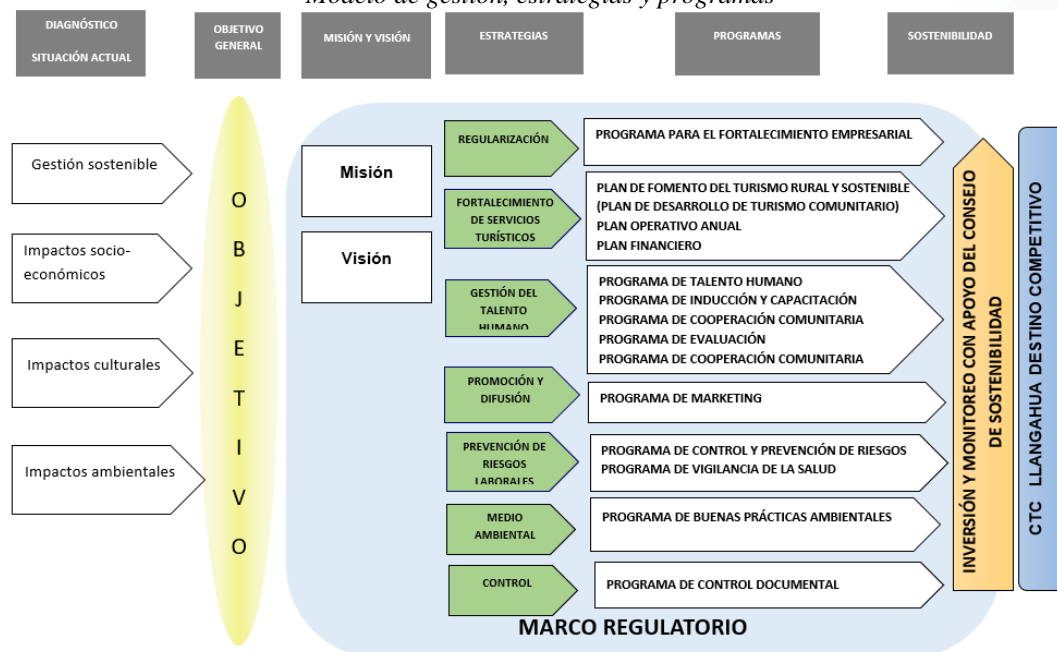 Modelo de gestión, estrategias y programas
DIAGNÓSTICO
SITUACIÓN ACTUAL
OBJETIVO
GENERAL
MISIÓN Y VISIÓN
ESTRATEGIAS
PROGRAMAS
SOSTENIBILIDAD
Gestión sostenible
Impactos socio-
económicos
Impactos culturales
Impactos ambientales
O
B
J
E
T
I
V
O
Misión
Visión
REGULARIZACIÓN
PROGRAMA PARA EL FORTALECIMIENTO EMPRESARIAL
FORTALECIMIENTO
DE SERVICIOS
TURÍSTICOS
PLAN DE FOMENTO DEL TURISMO RURAL Y SOSTENIBLE
(PLAN DE DESARROLLO DE TURISMO COMUNITARIO)
PLAN OPERATIVO ANUAL
PLAN FINANCIERO
GESTIÓN DEL
TALENTO
HUMANO
PROGRAMA DE TALENTO HUMANO
PROGRAMA DE INDUCCIÓN Y CAPACITACIÓN
PROGRAMA DE COOPERACIÓN COMUNITARIA
PROGRAMA DE EVALUACIÓN
PROGRAMA DE COOPERACIÓN COMUNITARIA
PROMOCIÓN Y
DIFUSIÓN
PROGRAMA DE MARKETING
PREVENCIÓN DE
RIESGOS
LABORALES
PROGRAMA DE CONTROL Y PREVENCIÓN DE RIESGOS
PROGRAMA DE VIGILANCIA DE LA SALUD
MEDIO
AMBIENTAL
PROGRAMA DE BUENAS PRÁCTICAS AMBIENTALES
CONTROL
PROGRAMA DE CONTROL DOCUMENTAL
MARCO REGULATORIO
INVERSIÓN Y MONITOREO CON APOYO DEL CONSEJO
DE SOSTENIBILIDAD
CTC LLANGAHUA DESTINO COMPETITIVO